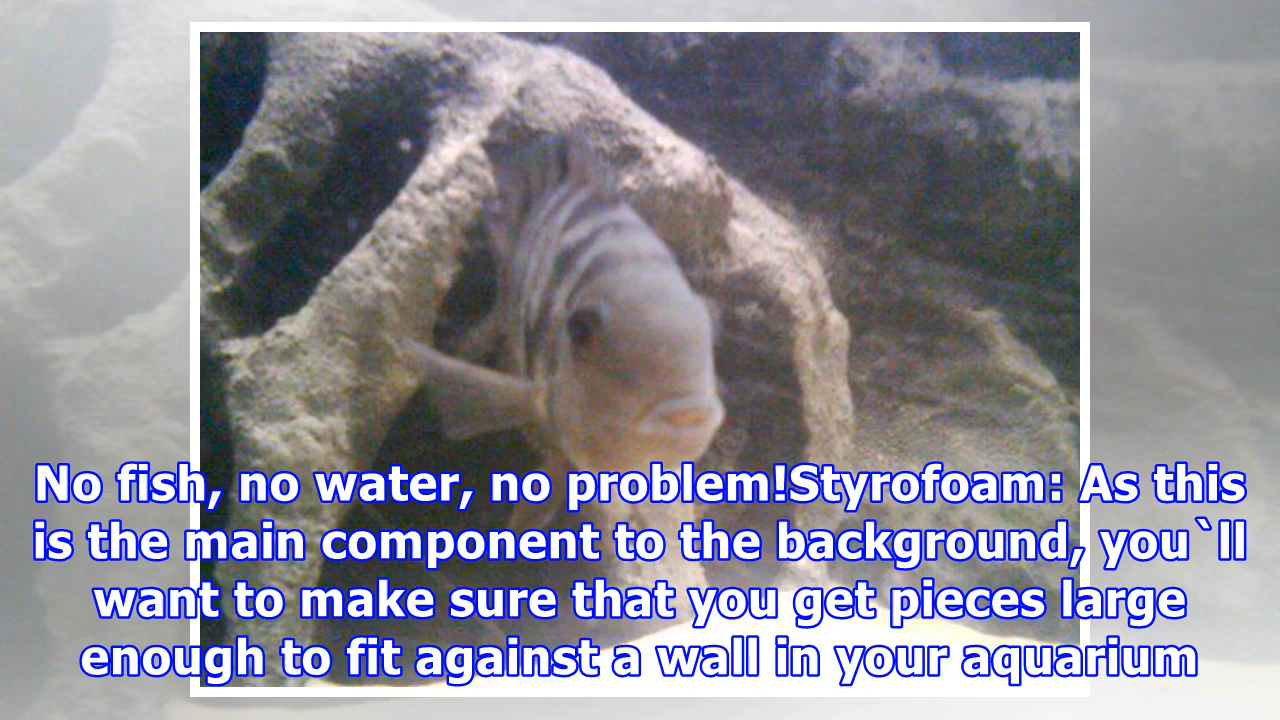 No fish, no water, no problem!Styrofoam: As this
is the main component to the background, you`ll
want to make sure that you get pieces large
enough to fit against a wall in your aquarium